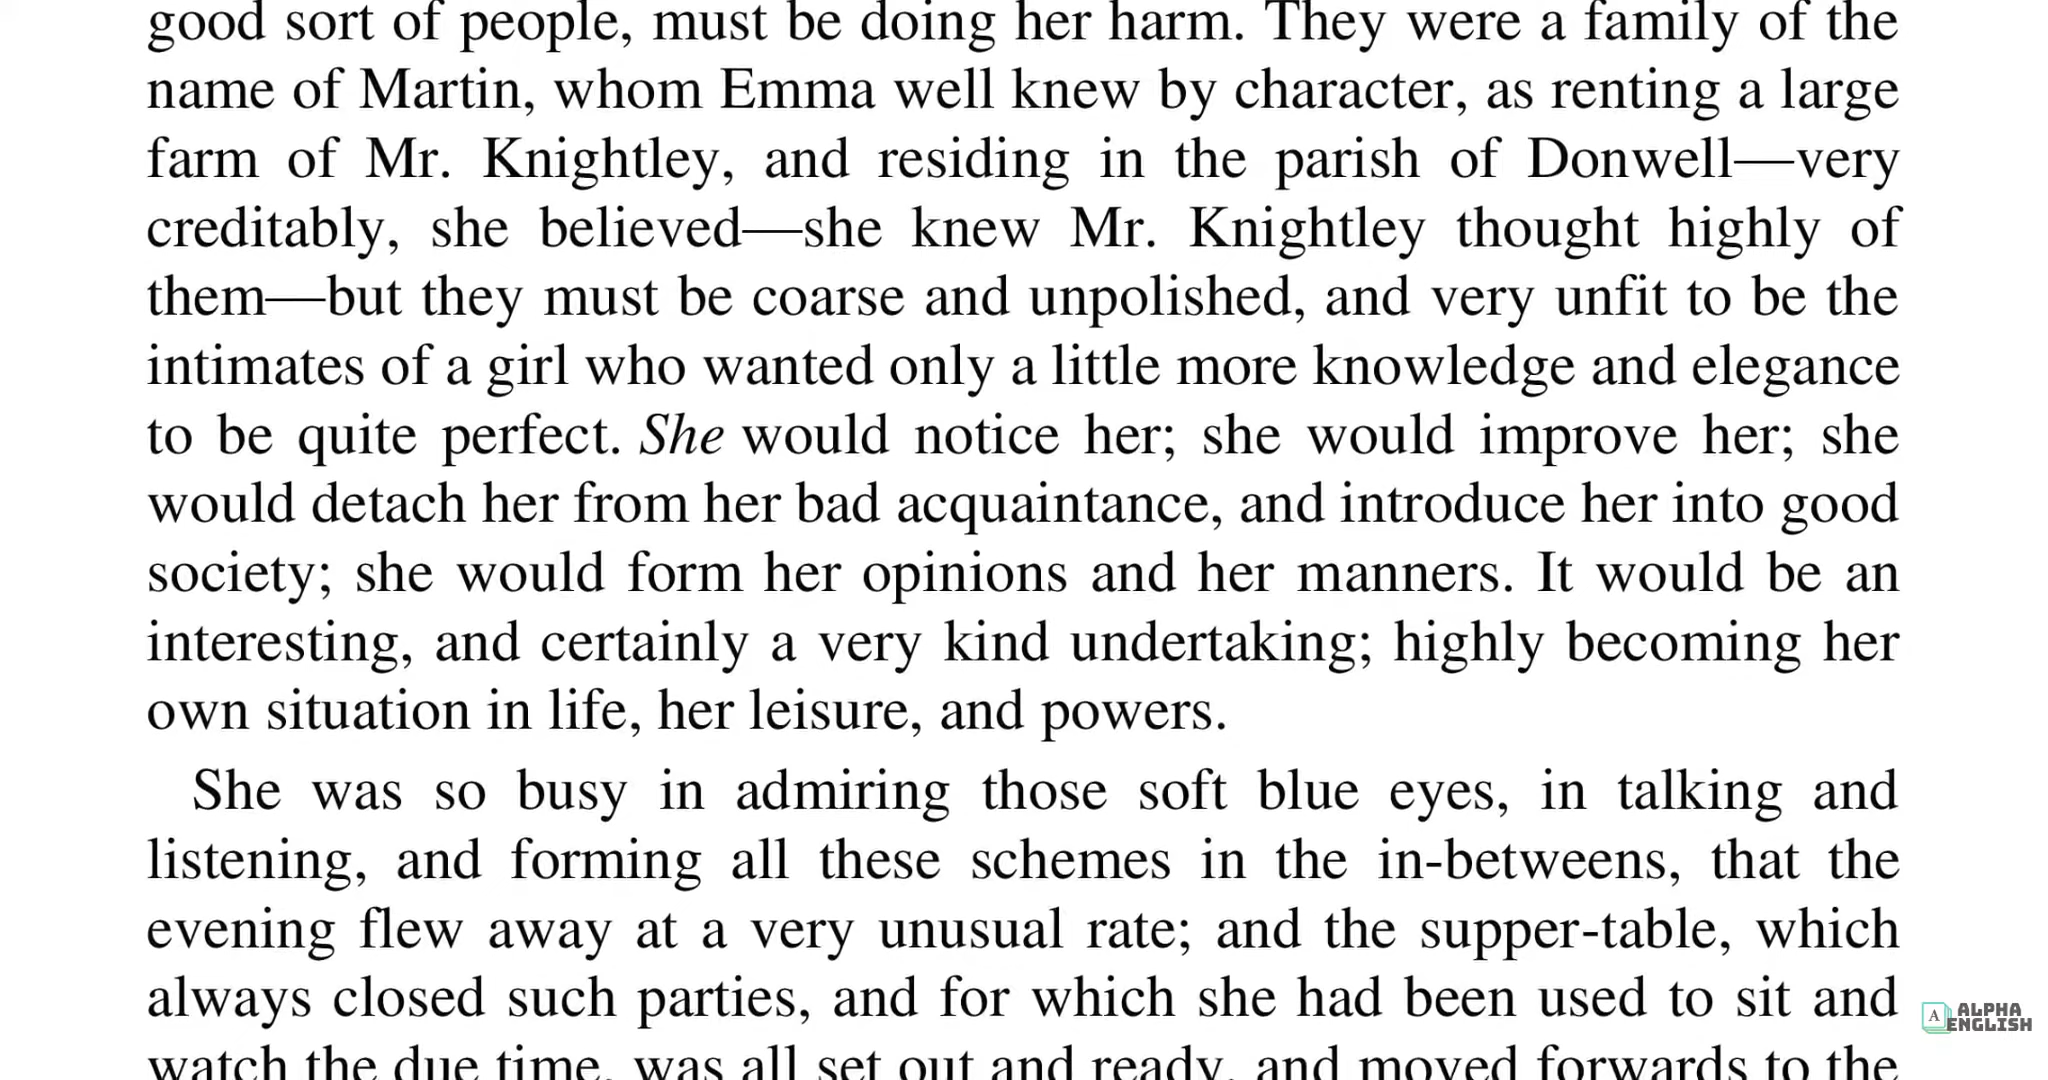 good sort of people, must be doing her harm. They were a family of the
name of Martin, whom Emma well knew by character, as renting a large
farm of Mr. Knightley, and residing in the parish of Donwell—very
creditably, she believed—she knew Mr. Knightley thought highly of
them—but they must be coarse and unpolished, and very unfit to be the
intimates of a girl who wanted only a little more knowledge and elegance
to be quite perfect. She would notice her; she would improve her; she
would detach her from her bad acquaintance, and introduce her into good
society; she would form her opinions and her manners. It would be an
interesting, and certainly a very kind undertaking; highly becoming her
own situation in life, her leisure, and powers.
She was so busy in admiring those soft blue eyes, in talking and
listening, and forming all these schemes in the in-betweens, that the
evening flew away at a very unusual rate; and the supper-table, which
always closed such parties, and for which she had been used to sit and
watch the due time, was all set out and ready, and moved forwards to the
A ALPHA
ENGLISH